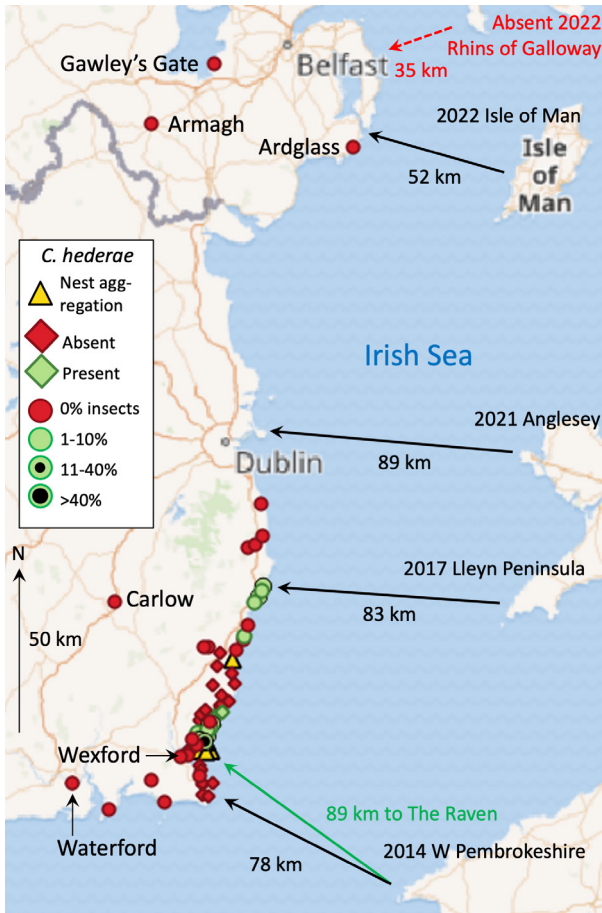 Absent 2022
Rhins of Galloway
35 km
Gawley's Gate
Belfast
Armagh
2022 Isle of Man
Ardglass
Isle
of
Man
52 km
C. hederae
Nest agg-
regation
Absent
Present
0% insects
1-10%
11-40%
>40%
Irish Sea
2021 Anglesey
Dublin
89 km
N
2017 Lleyn Peninsula
Carlow
83 km
50 km
Wexford
89 km to The Raven
Waterford
2014 W Pembrokeshire
78 km